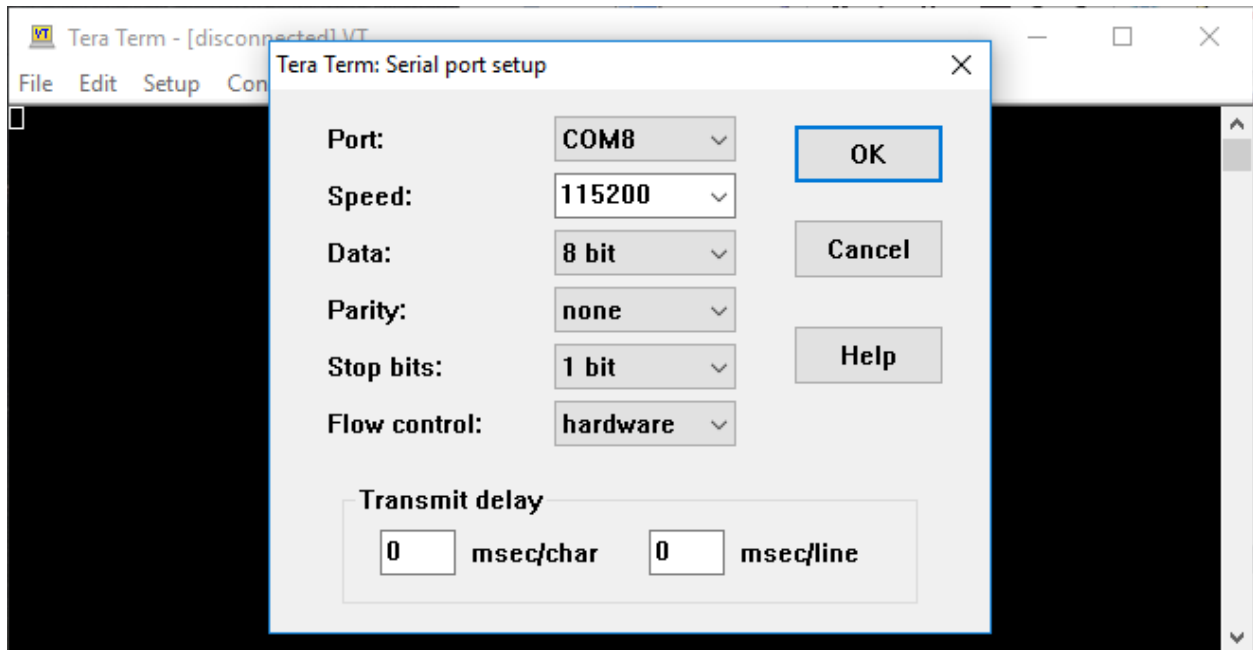 VT Tera Term - [disconnected] VT
File Edit Setup Con
Tera Term: Serial port setup
Port: COM8
OK
Speed: 115200
Data: 8 bit
Cancel
Parity: none
Stop bits: 1 bit
Help
Flow control: hardware
Transmit delay
0 msec/char 0 msec/line